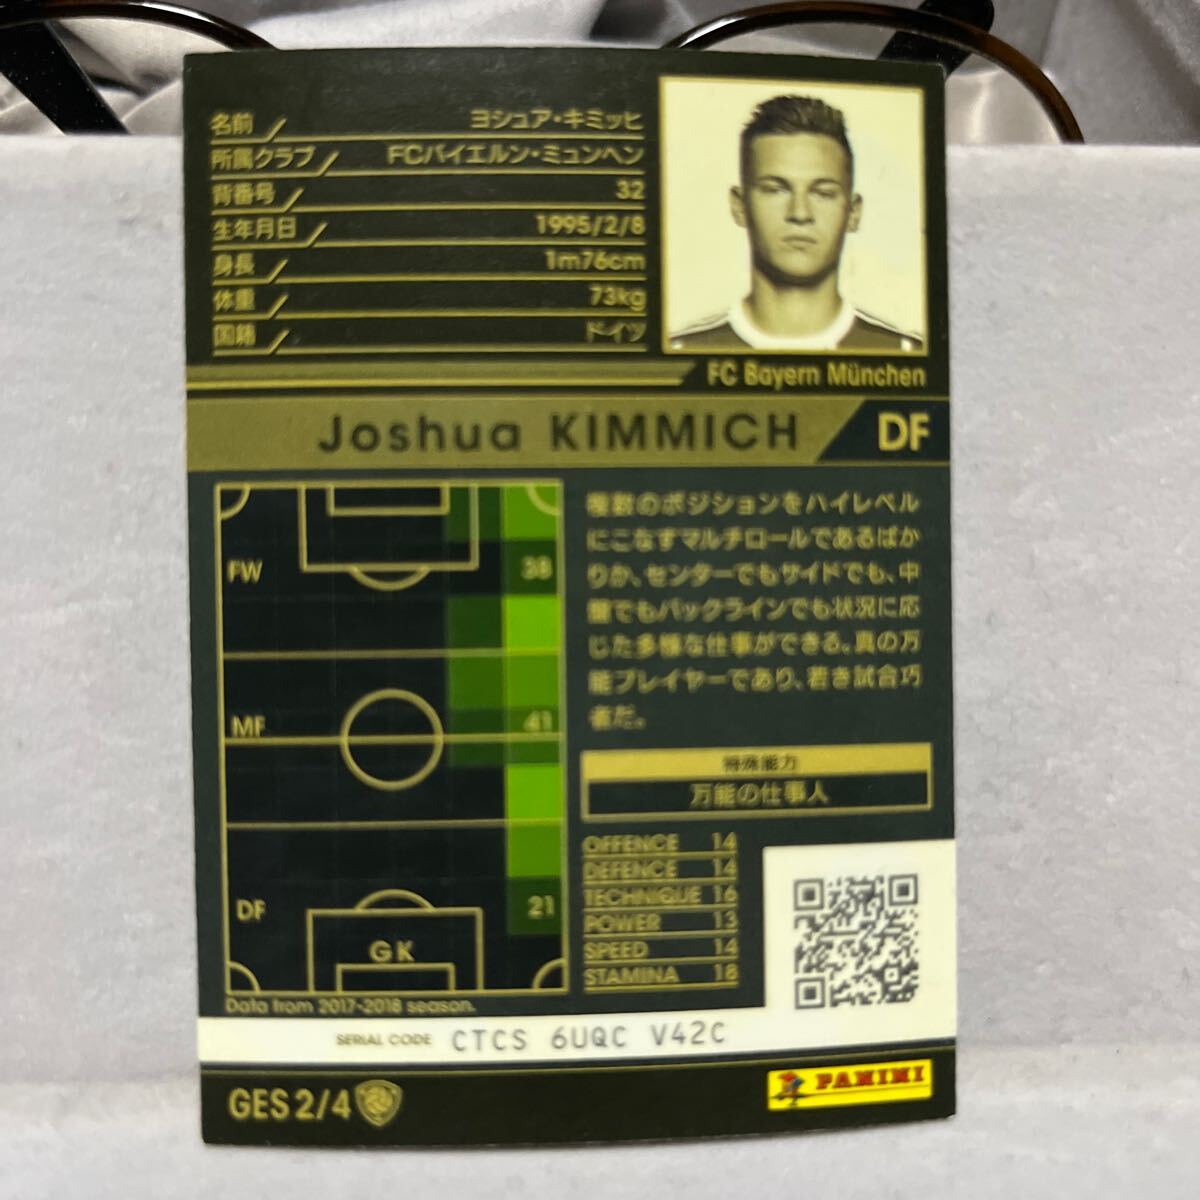 名前 ヨシュア・キミッヒ
所属クラブ FCバイエルン・ミュンヘン
背番号 32
生年月日 1995/2/8
身長 1m76cm
体重 73kg
国籍 ドイツ
FC Bayern München
Joshua KIMMICH DF
FW 38
MF 41
DF 21
GK
Data from 2017-2018 season.
複数のポジションをハイレベル
にこなすマルチロールであるばか
りか、センターでもサイドでも、中
盤でもバックラインでも状況に応
じた多様な仕事ができる。真の万
能プレイヤーであり、若き試合巧
者だ。
特殊能力
万能の仕事人
OFFENCE 14
DEFENCE 14
TECHNIQUE 16
POWER 13
SPEED 14
STAMINA 18
SERIAL CODE CTCS 6UQC V42C
GES 2/4
PANINI